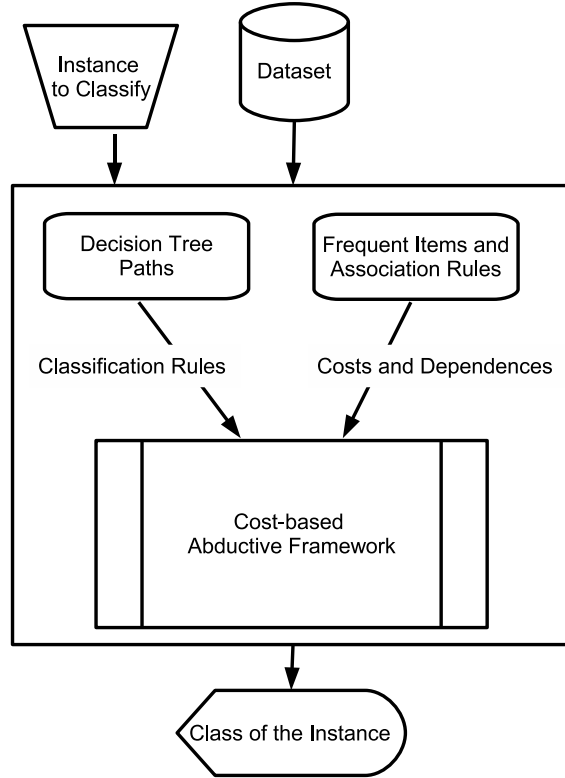 Instance
to Classify
Dataset
Decision Tree
Paths
Frequent Items and
Association Rules
Classification Rules
Costs and Dependences
Cost-based
Abductive Framework
Class of the Instance